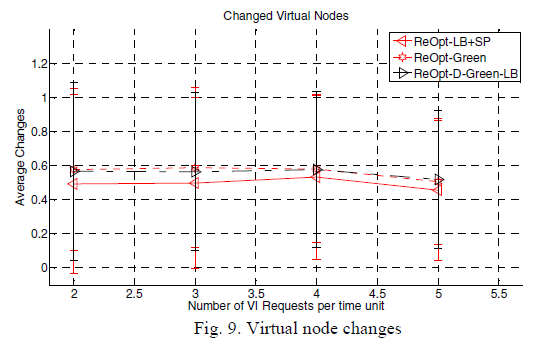 Changed Virtual Nodes
ReOpt-LB+SP
ReOpt-Green
ReOpt-D-Green-LB
1.2
1
0.8
0.6
0.4
0.2
0
Average Changes
2
2.5
3
3.5
4
4.5
5
5.5
Number of VI Requests per time unit
Fig. 9. Virtual node changes